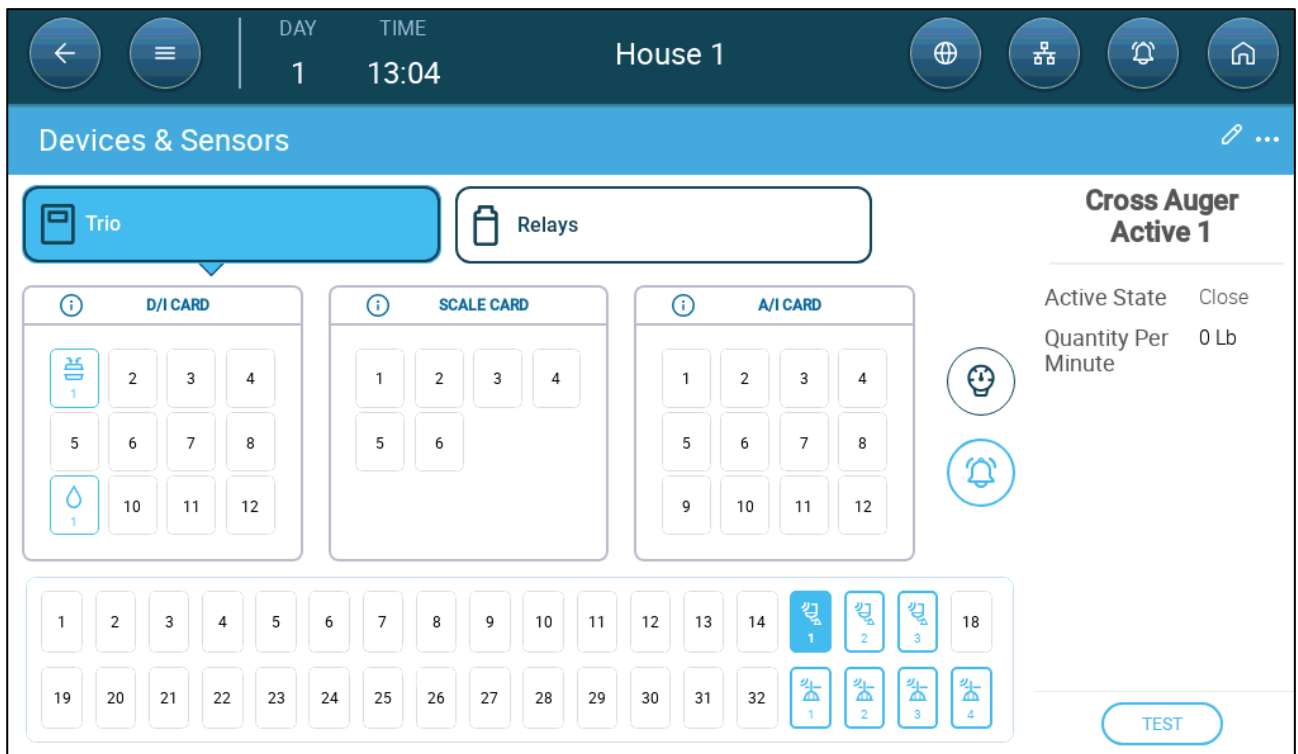 DAY TIME
1 13:04
House 1
Devices & Sensors
Trio
Relays
Cross Auger
Active 1
Active State Close
Quantity Per 0 Lb
Minute
D/I CARD
1 2 3 4
5 6 7 8
1 10 11 12
SCALE CARD
1 2 3 4
5 6
A/I CARD
1 2 3 4
5 6 7 8
9 10 11 12
1 2 3 4 5 6 7 8 9 10 11 12 13 14 1 2 3 18
19 20 21 22 23 24 25 26 27 28 29 30 31 32 1 2 3 4
TEST